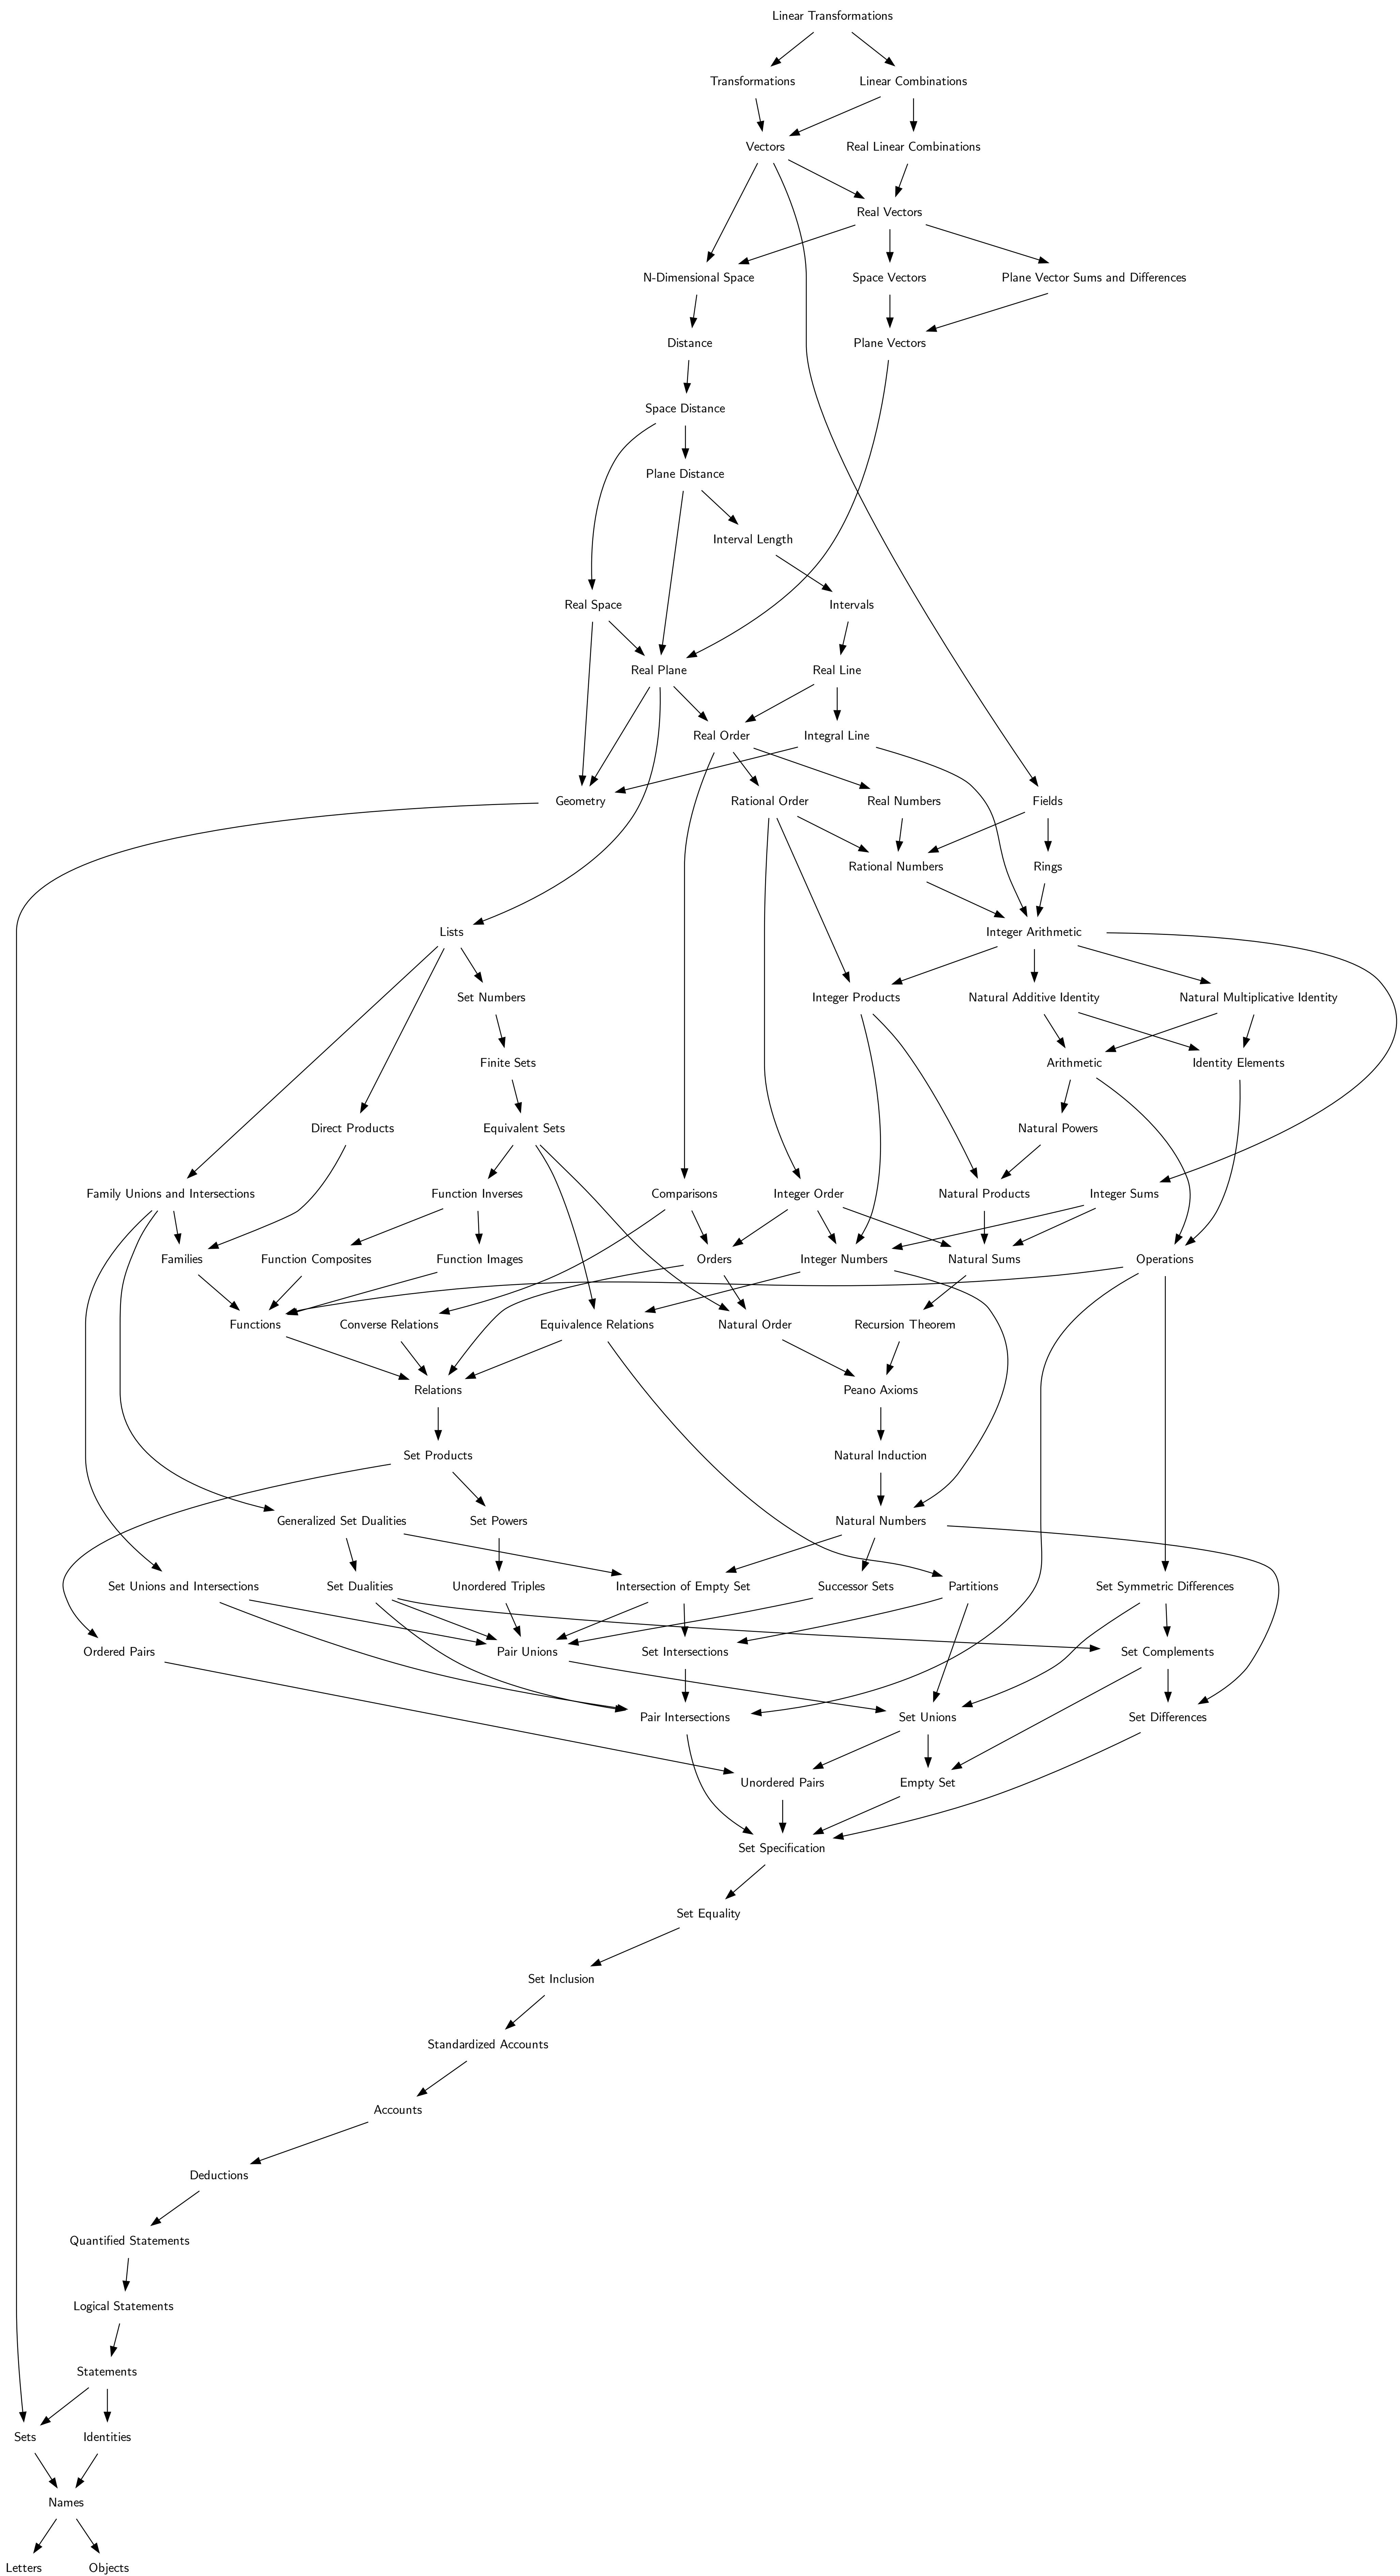 Linear Transformations
Transformations
Linear Combinations
Vectors
Real Linear Combinations
Real Vectors
N-Dimensional Space
Space Vectors
Plane Vector Sums and Differences
Distance
Plane Vectors
Space Distance
Plane Distance
Interval Length
Real Space
Intervals
Real Plane
Real Line
Real Order
Integral Line
Geometry
Rational Order
Real Numbers
Fields
Rational Numbers
Rings
Lists
Integer Arithmetic
Set Numbers
Integer Products
Natural Additive Identity
Natural Multiplicative Identity
Finite Sets
Arithmetic
Identity Elements
Direct Products
Equivalent Sets
Natural Powers
Family Unions and Intersections
Function Inverses
Comparisons
Integer Order
Natural Products
Integer Sums
Families
Function Composites
Function Images
Orders
Integer Numbers
Natural Sums
Operations
Functions
Converse Relations
Equivalence Relations
Natural Order
Recursion Theorem
Relations
Peano Axioms
Set Products
Natural Induction
Generalized Set Dualities
Set Powers
Natural Numbers
Set Unions and Intersections
Set Dualities
Unordered Triples
Intersection of Empty Set
Successor Sets
Partitions
Set Symmetric Differences
Ordered Pairs
Pair Unions
Set Intersections
Set Complements
Pair Intersections
Set Unions
Set Differences
Unordered Pairs
Empty Set
Set Specification
Set Equality
Set Inclusion
Standardized Accounts
Accounts
Deductions
Quantified Statements
Logical Statements
Statements
Sets
Identities
Names
Letters
Objects